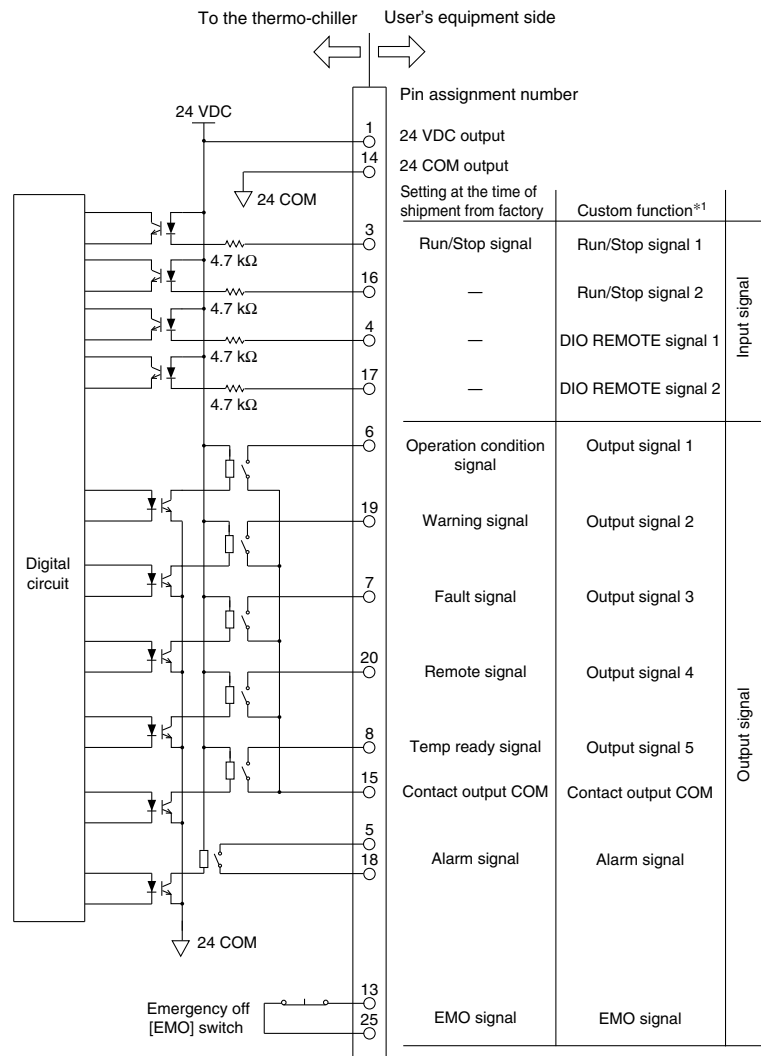 To the thermo-chiller
User's equipment side
Pin assignment number
24 VDC
1
24 VDC output
14
24 COM output
24 COM
Setting at the time of
shipment from factory
Custom function*1
3
Run/Stop signal
Run/Stop signal 1
4.7 kΩ
16
—
Run/Stop signal 2
4.7 kΩ
4
—
DIO REMOTE signal 1
4.7 kΩ
17
—
DIO REMOTE signal 2
4.7 kΩ
Input signal
6
Operation condition
signal
Output signal 1
19
Warning signal
Output signal 2
Digital
circuit
7
Fault signal
Output signal 3
20
Remote signal
Output signal 4
8
Temp ready signal
Output signal 5
15
Contact output COM
Contact output COM
5
18
Alarm signal
Alarm signal
Output signal
24 COM
13
Emergency off
[EMO] switch
25
EMO signal
EMO signal